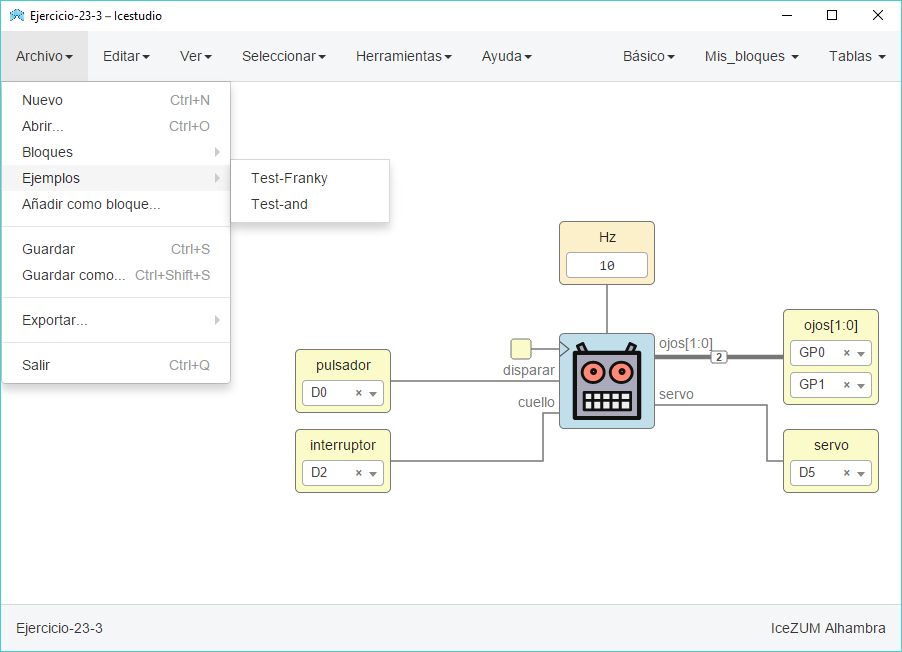 Ejercicio-23-3 – Icestudio
Archivo Editar Ver Seleccionar Herramientas Ayuda Básico Mis_bloques Tablas
Nuevo Ctrl+N
Abrir... Ctrl+O
Bloques
Ejemplos
Añadir como bloque...
Guardar Ctrl+S
Guardar como... Ctrl+Shift+S
Exportar...
Salir Ctrl+Q
Test-Franky
Test-and
Hz
10
pulsador
D0
interruptor
D2
disparar
cuello
ojos[1:0]
2
servo
ojos[1:0]
GP0
GP1
servo
D5
Ejercicio-23-3 IceZUM Alhambra